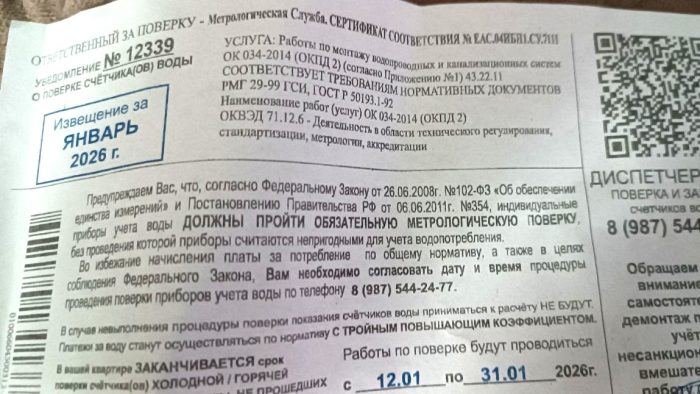 ОТВЕТСТВЕННЫЙ ЗА ПОВЕРКУ – Метрологическая Служба, СЕРТИФИКАТ СООТВЕТСТВИЯ №
УВЕДОМЛЕНИЕ № 12339
О ПОВЕРКЕ СЧЁТЧИКА(ОВ) ВОДЫ
Извещение за
ЯНВАРЬ
2026 г.
УСЛУГА: Работы по монтажу водопроводных и канализационных систем
ОК 034-2014 (ОКПД 2) (согласно Приложению №1) 43.22.11
СООТВЕТСТВУЕТ ТРЕБОВАНИЯМ НОРМАТИВНЫХ ДОКУМЕНТОВ
РМГ 29-99 ГСИ, ГОСТ Р 50193.1-92
Наименование работ (услуг) ОК 034-2014 (ОКПД 2)
ОКВЭД 71.12.6 - Деятельность в области технического регулирования,
стандартизации, метрологии, аккредитации
Предупреждаем Вас, что, согласно Федеральному Закону от 26.06.2008г. №102-ФЗ «Об обеспечении
единства измерений» и Постановлению Правительства РФ от 06.06.2011г. №354, индивидуальные
приборы учета воды ДОЛЖНЫ ПРОЙТИ ОБЯЗАТЕЛЬНУЮ МЕТРОЛОГИЧЕСКУЮ ПОВЕРКУ,
без проведения которой приборы считаются непригодными для учета водопотребления.
Во избежание начисления платы за потребление по общему нормативу, а также в целях
соблюдения Федерального Закона, Вам необходимо согласовать дату и время процедуры
проведения поверки приборов учета воды по телефону 8 (987) 544-24-77.
В случае невыполнения процедуры поверки показания счётчиков воды приниматься к расчёту НЕ БУДУТ.
Платежи за воду станут осуществляться по нормативу С ТРОЙНЫМ ПОВЫШАЮЩИМ КОЭФФИЦИЕНТОМ.
В вашей квартире ЗАКАНЧИВАЕТСЯ срок
поверки счётчика(ов) ХОЛОДНОЙ / ГОРЯЧЕЙ
НЕ ПРОШЕДШИХ
Работы по поверке будут проводиться
с 12.01 по 31.01 2026г.
ДИСПЕТЧЕР
ПОВЕРКА И ЗА
счетчиков во
8 (987) 544
Обращаем
внимание
самостоят
демонтаж п
учёт
несанкцион
вмешате
работу п